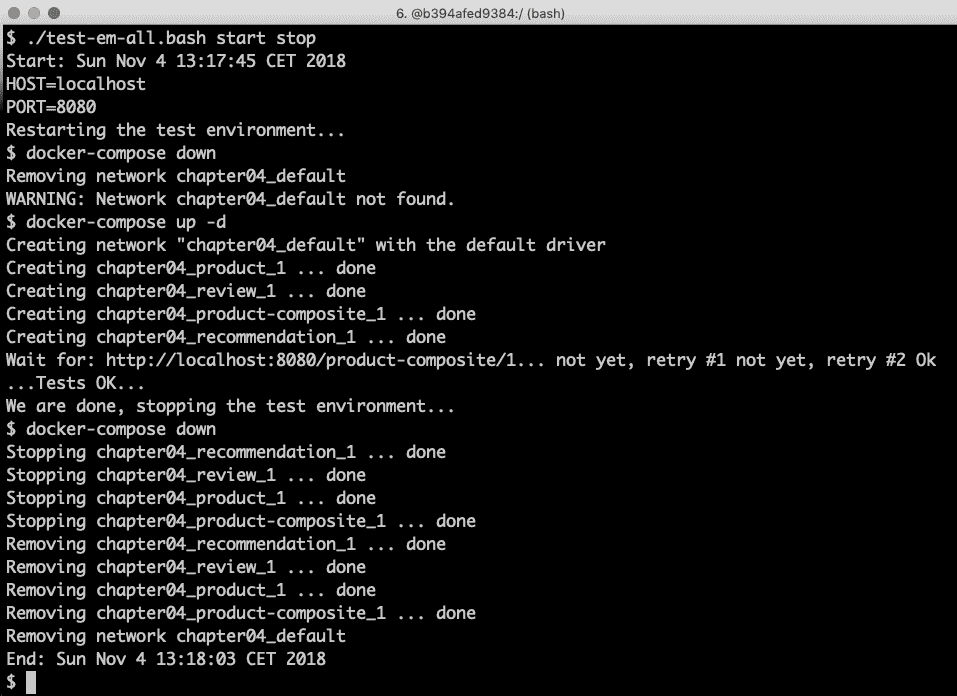 6. @b394afed9384:/ (bash)
$ ./test-em-all.bash start stop
Start: Sun Nov 4 13:17:45 CET 2018
HOST=localhost
PORT=8080
Restarting the test environment...
$ docker-compose down
Removing network chapter04_default
WARNING: Network chapter04_default not found.
$ docker-compose up -d
Creating network "chapter04_default" with the default driver
Creating chapter04_product_1 ... done
Creating chapter04_review_1 ... done
Creating chapter04_product-composite_1 ... done
Creating chapter04_recommendation_1 ... done
Wait for: http://localhost:8080/product-composite/1... not yet, retry #1 not yet, retry #2 Ok
...Tests OK...
We are done, stopping the test environment...
$ docker-compose down
Stopping chapter04_recommendation_1 ... done
Stopping chapter04_review_1 ... done
Stopping chapter04_product_1 ... done
Stopping chapter04_product-composite_1 ... done
Removing chapter04_recommendation_1 ... done
Removing chapter04_review_1 ... done
Removing chapter04_product_1 ... done
Removing chapter04_product-composite_1 ... done
Removing network chapter04_default
End: Sun Nov 4 13:18:03 CET 2018
$